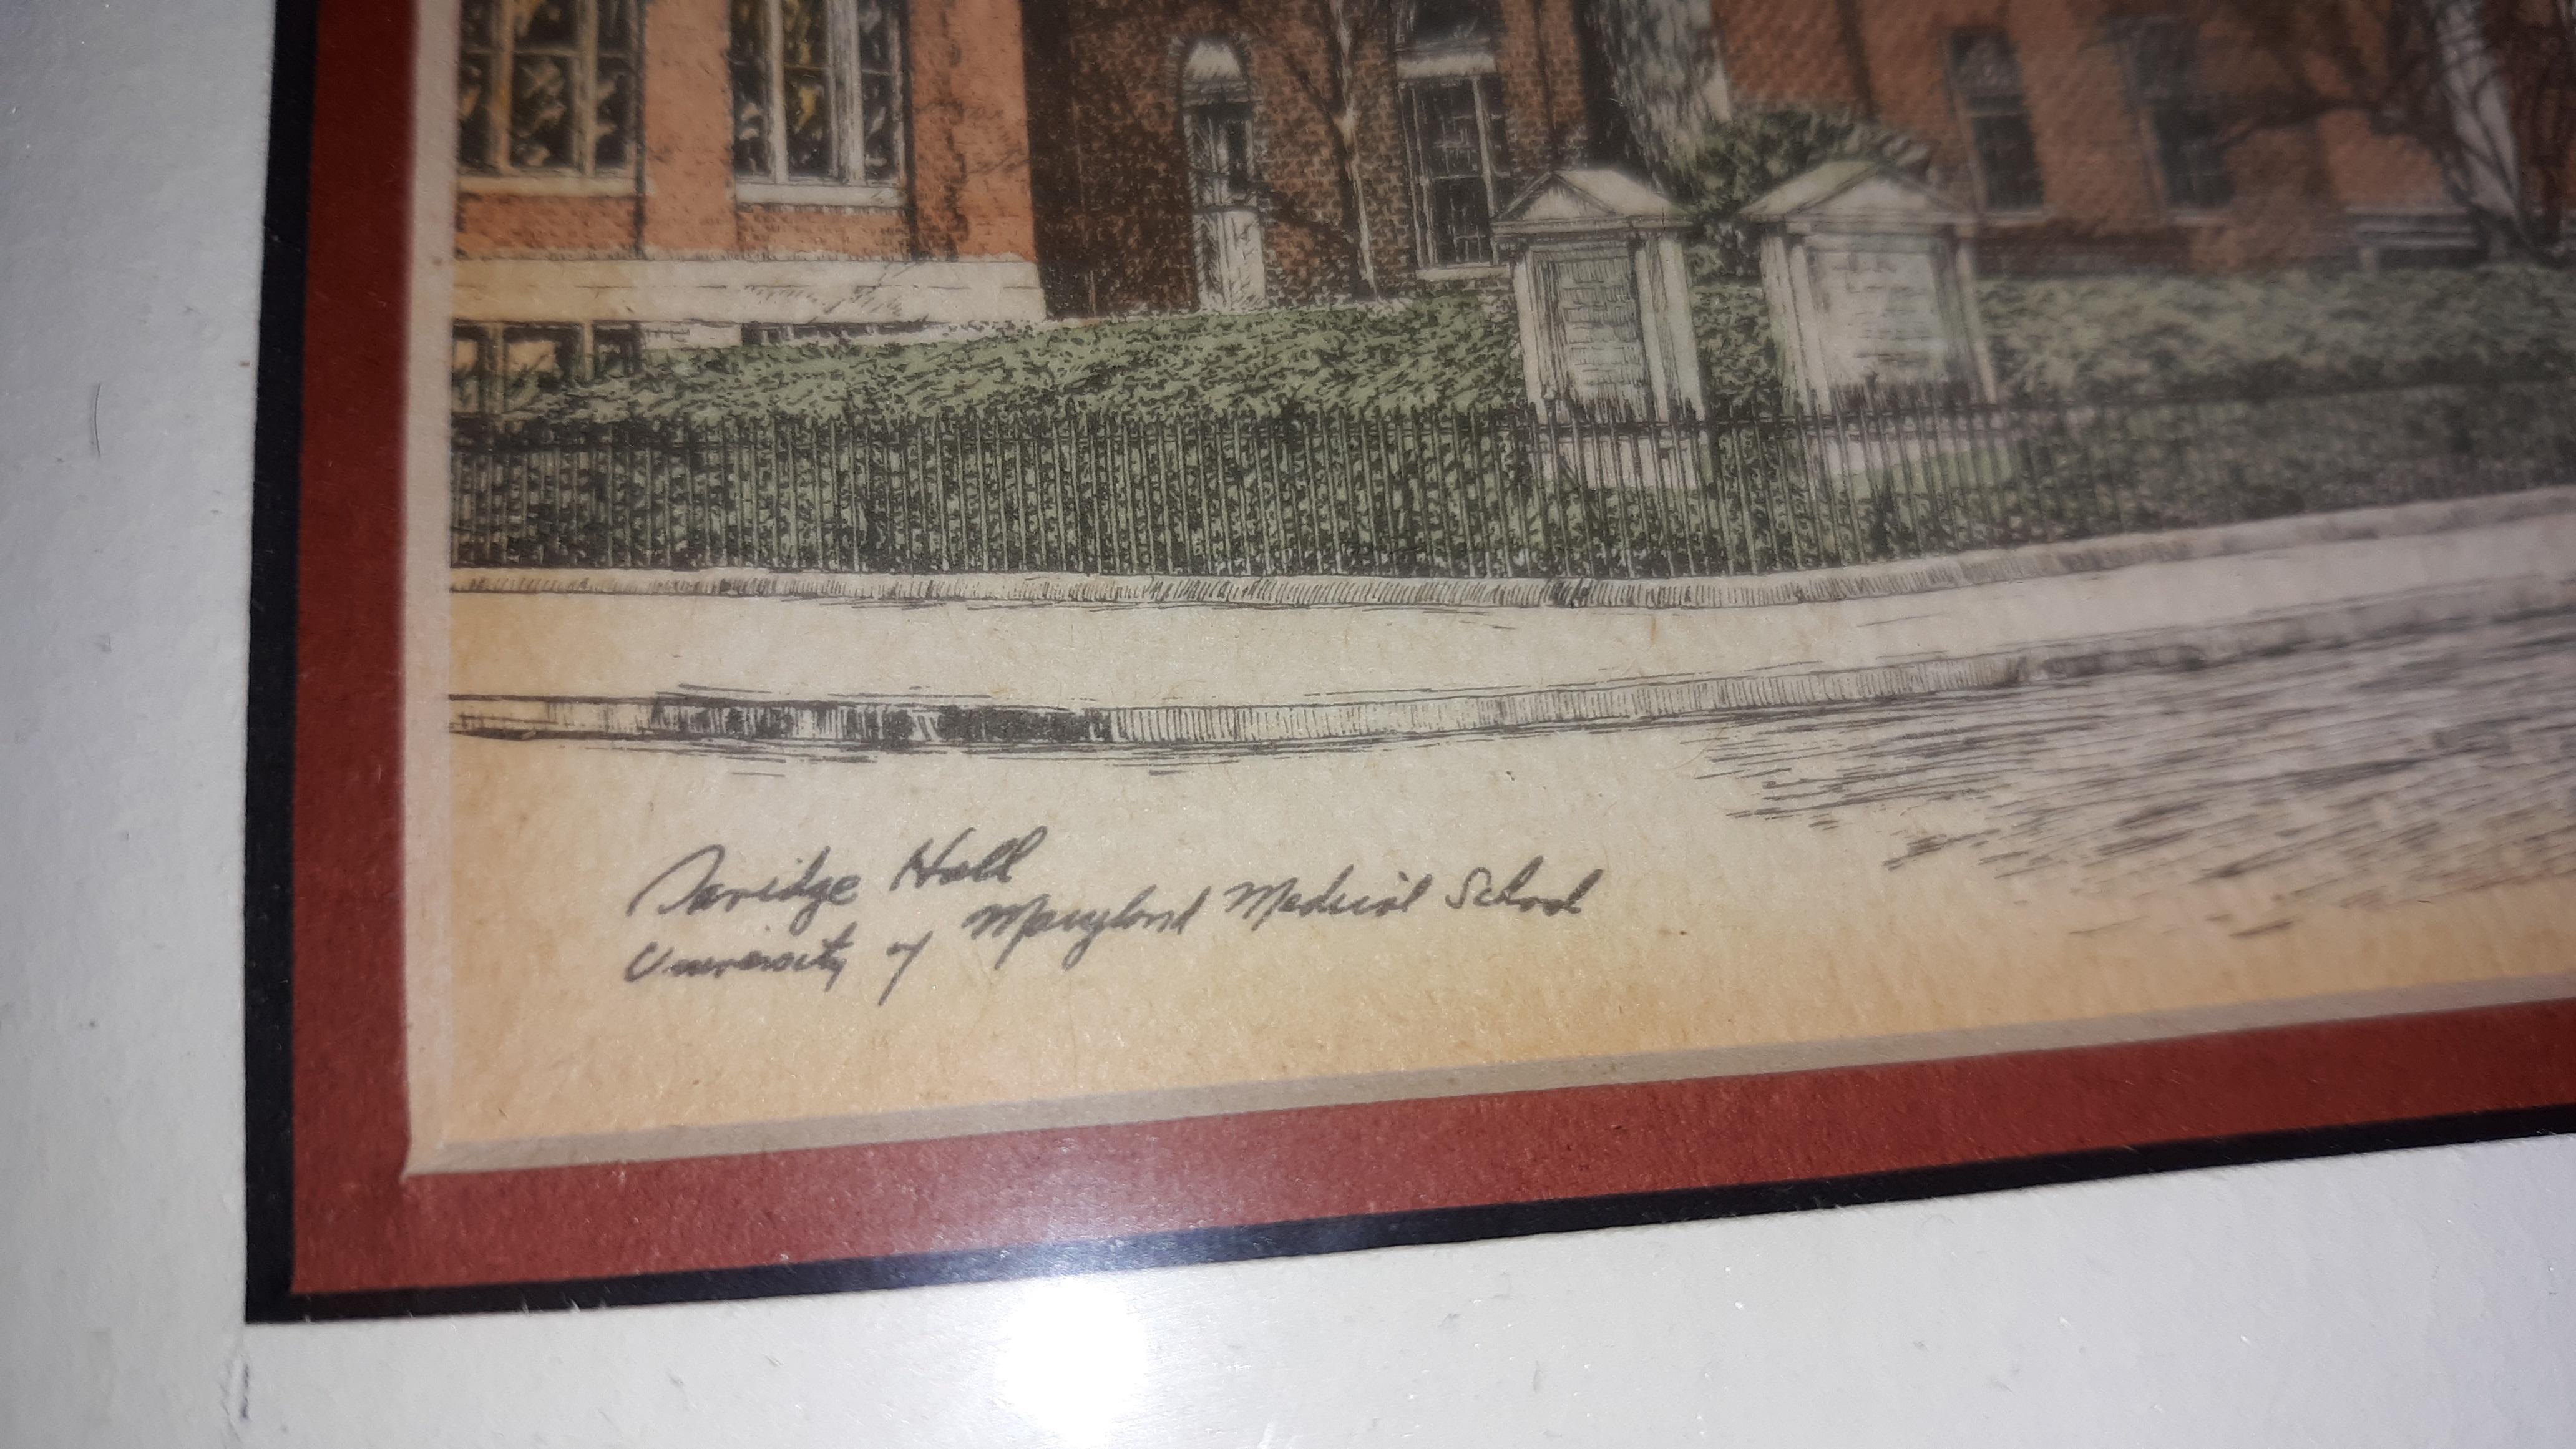 Davidge Hall
University of Maryland Medical School